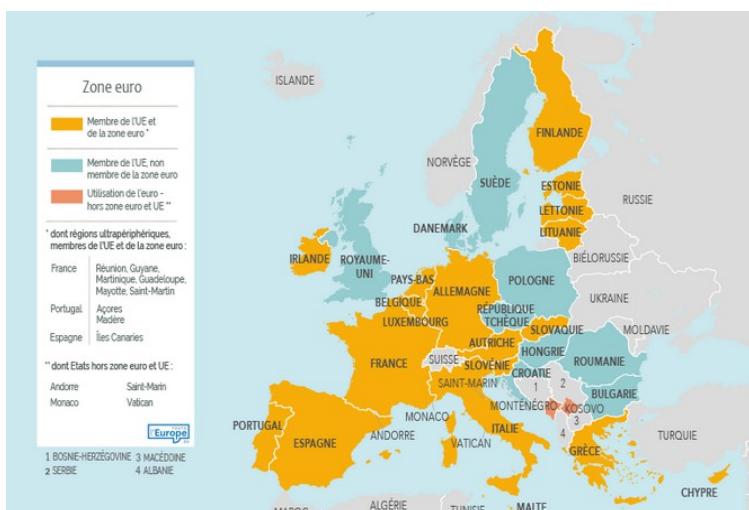 Zone euro
Membre de l'UE et
de la zone euro *
Membre de l'UE, non
membre de la zone euro
Utilisation de l'euro -
hors zone euro et UE **
* dont régions ultrapériphériques,
membres de l'UE et de la zone euro :
France Réunion, Guyane,
Martinique, Guadeloupe,
Mayotte, Saint-Martin
Portugal Açores
Madère
Espagne Îles Canaries
** dont Etats hors zone euro et UE :
Andorre Saint-Marin
Monaco Vatican
l'Europe
1 BOSNIE-HERZÉGOVINE 3 MACÉDOINE
2 SERBIE 4 ALBANIE
ISLANDE
FINLANDE
NORVÈGE
SUÈDE
ESTONIE
RUSSIE
LETTONIE
DANEMARK
LITUANIE
IRLANDE
ROYAUME-
UNI
BIÉLORUSSIE
PAYS-BAS
POLOGNE
ALLEMAGNE
BELGIQUE
UKRAINE
RÉPUBLIQUE
TCHÈQUE
LUXEMBOURG
SLOVAQUIE
MOLDAVIE
AUTRICHE
HONGRIE
SUISSE
FRANCE
SLOVÉNIE
ROUMANIE
CROATIE
SAINT-MARIN
1
2
BULGARIE
MONTÉNÉGRO
KOSOVO
MONACO
3
PORTUGAL
ESPAGNE
ANDORRE
VATICAN
ITALIE
4
TURQUIE
GRÈCE
CHYPRE
MAROC
ALGÉRIE
TUNISIE
MALTE